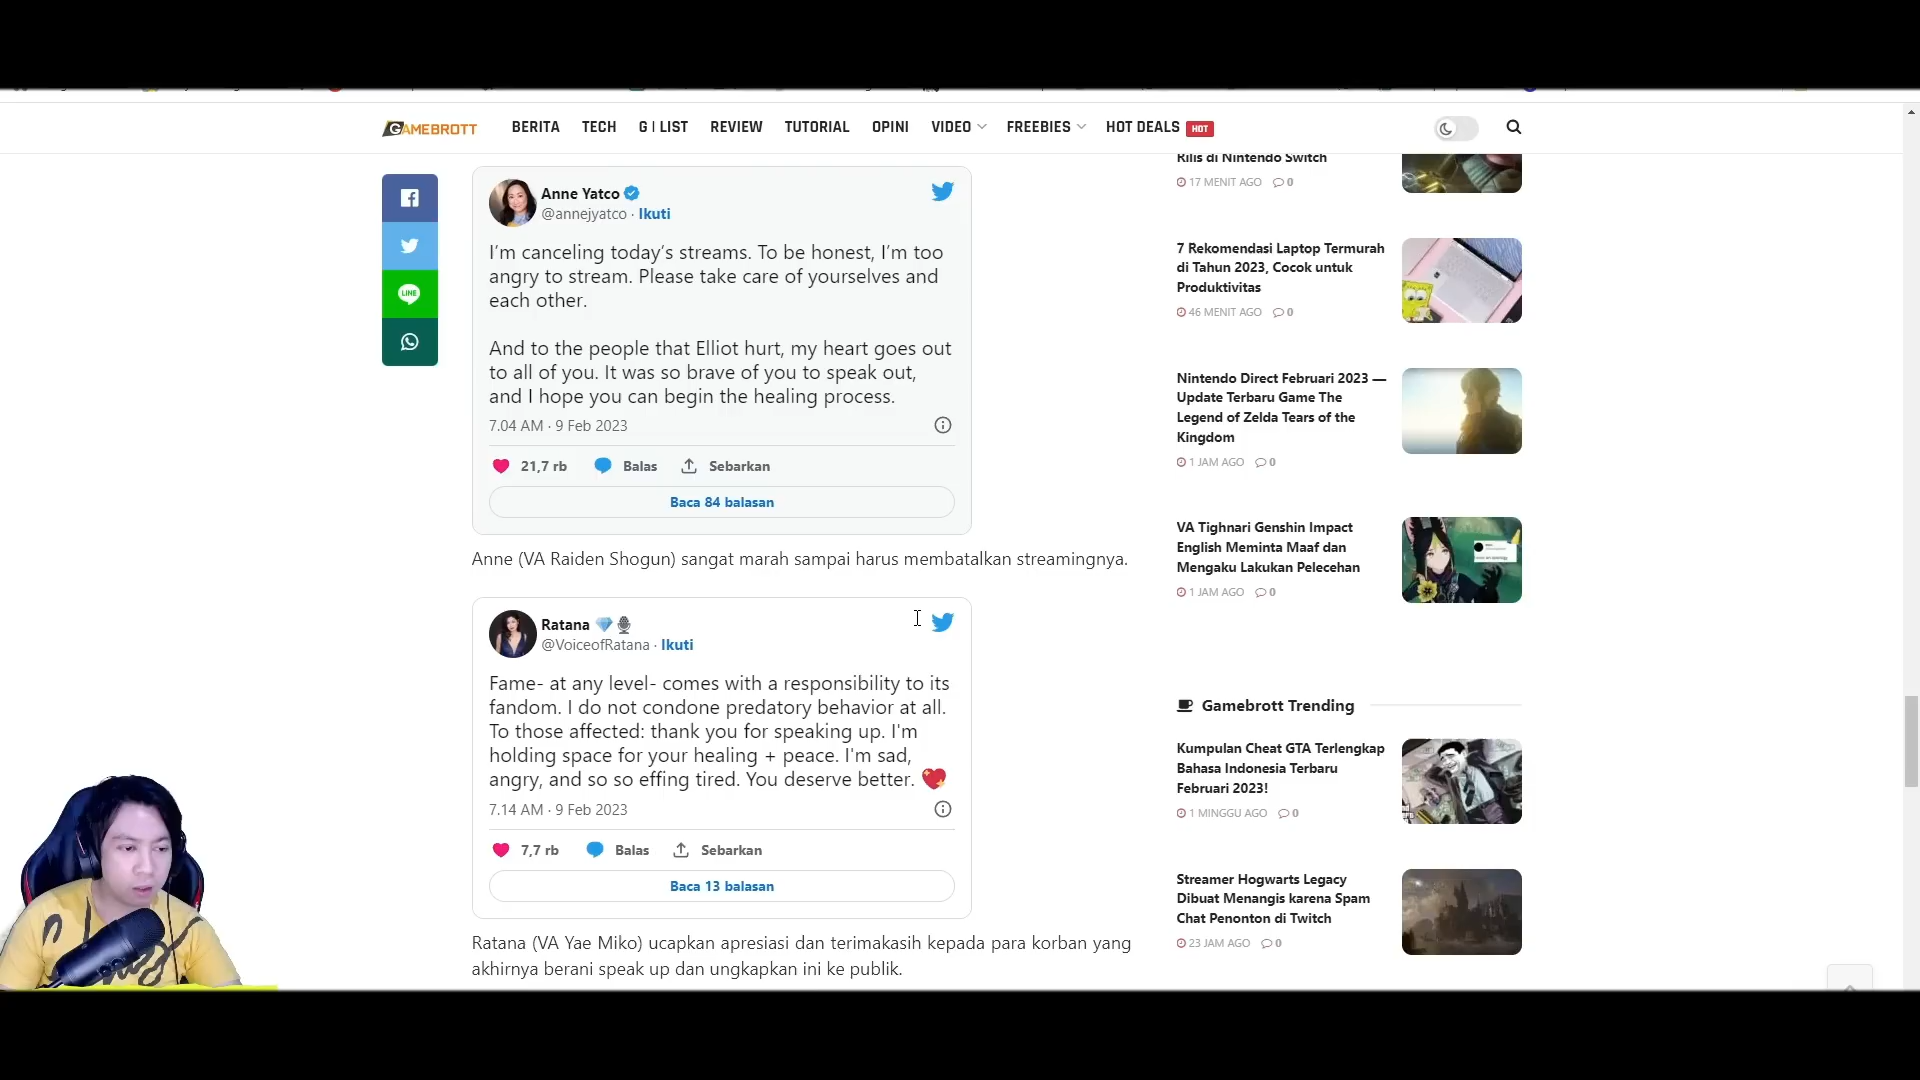 GAMEBROTT
BERITA TECH G | LIST REVIEW TUTORIAL OPINI VIDEO FREEBIES HOT DEALS HOT
Anne Yatco
@annejyatco · Ikuti
I'm canceling today's streams. To be honest, I'm too
angry to stream. Please take care of yourselves and
each other.
And to the people that Elliot hurt, my heart goes out
to all of you. It was so brave of you to speak out,
and I hope you can begin the healing process.
7.04 AM · 9 Feb 2023
21,7 rb Balas Sebarkan
Baca 84 balasan
Anne (VA Raiden Shogun) sangat marah sampai harus membatalkan streamingnya.
Ratana 💎🎙
@VoiceofRatana · Ikuti
Fame- at any level- comes with a responsibility to its
fandom. I do not condone predatory behavior at all.
To those affected: thank you for speaking up. I'm
holding space for your healing + peace. I'm sad,
angry, and so so effing tired. You deserve better. 💖
7.14 AM · 9 Feb 2023
7,7 rb Balas Sebarkan
Baca 13 balasan
Ratana (VA Yae Miko) ucapkan apresiasi dan terimakasih kepada para korban yang
akhirnya berani speak up dan ungkapkan ini ke publik.
LINE
Rilis di Nintendo Switch
17 MENIT AGO 0
7 Rekomendasi Laptop Termurah
di Tahun 2023, Cocok untuk
Produktivitas
46 MENIT AGO 0
Nintendo Direct Februari 2023 —
Update Terbaru Game The
Legend of Zelda Tears of the
Kingdom
1 JAM AGO 0
VA Tighnari Genshin Impact
English Meminta Maaf dan
Mengaku Lakukan Pelecehan
1 JAM AGO 0
Gamebrott Trending
Kumpulan Cheat GTA Terlengkap
Bahasa Indonesia Terbaru
Februari 2023!
1 MINGGU AGO 0
Streamer Hogwarts Legacy
Dibuat Menangis karena Spam
Chat Penonton di Twitch
23 JAM AGO 0